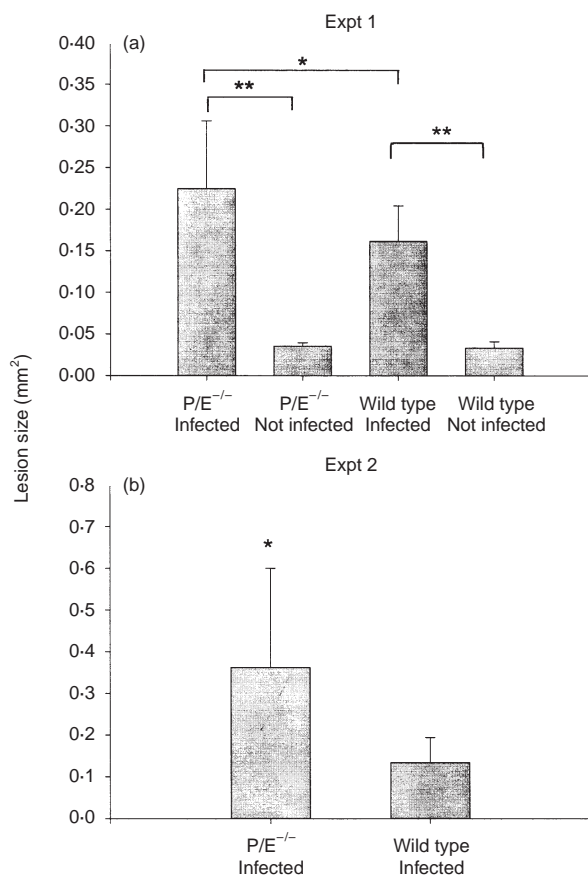 Expt 1
(a)
0·40
0·35
0·30
0·25
0·20
0·15
0·10
0·05
0·00
*
**
**
P/E−/−
Infected
P/E−/−
Not infected
Wild type
Infected
Wild type
Not infected
Lesion size (mm²)
Expt 2
(b)
0·8
0·7
0·6
0·5
0·4
0·3
0·2
0·1
0·0
*
P/E−/−
Infected
Wild type
Infected